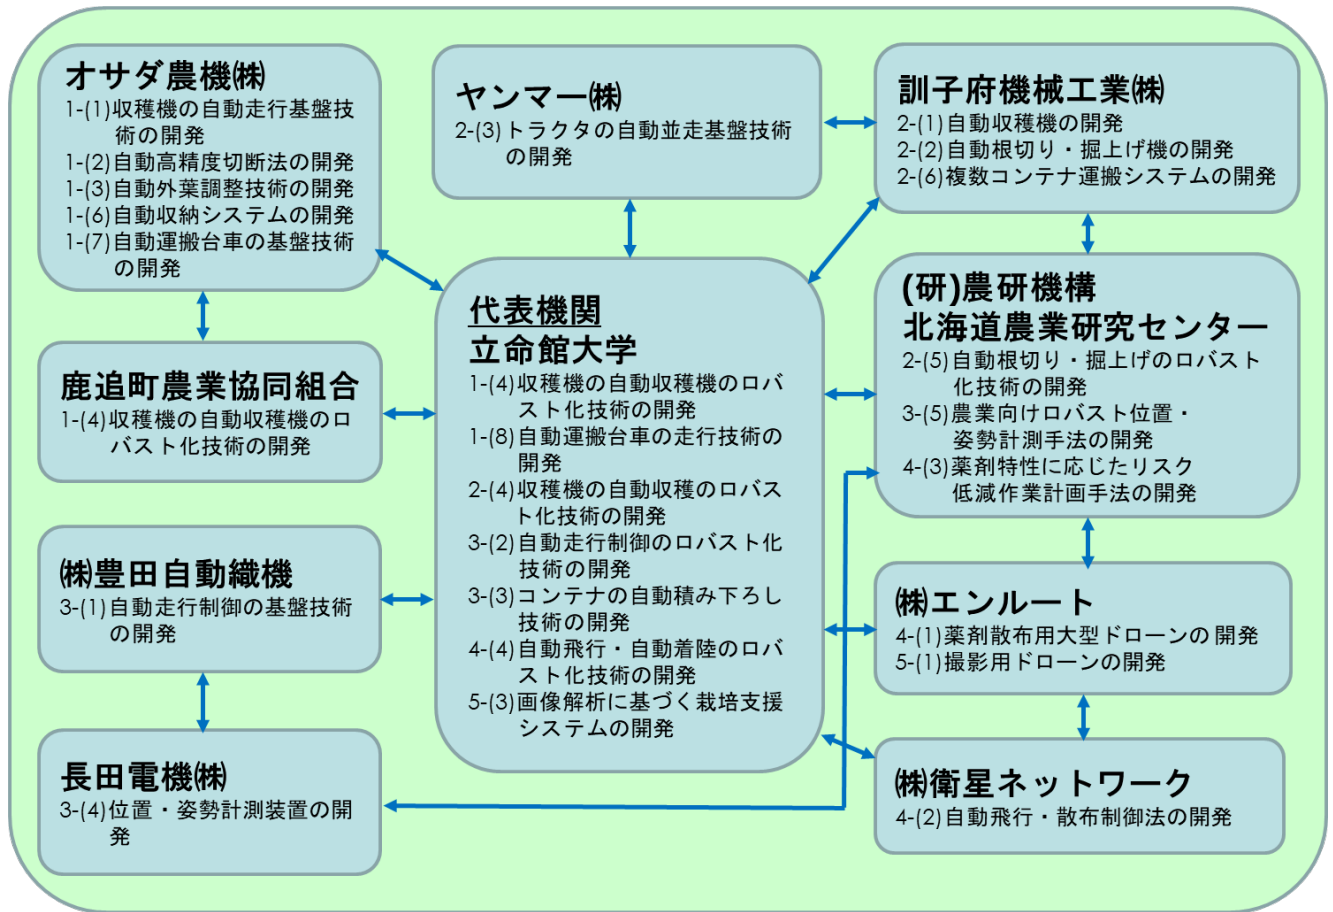 オサダ農機㈱
1-(1)収穫機の自動走行基盤技
術の開発
1-(2)自動高精度切断法の開発
1-(3)自動外葉調整技術の開発
1-(6)自動収納システムの開発
1-(7)自動運搬台車の基盤技術
の開発
ヤンマー㈱
2-(3)トラクタの自動並走基盤技術
の開発
訓子府機械工業㈱
2-(1)自動収穫機の開発
2-(2)自動根切り・掘上げ機の開発
2-(6)複数コンテナ運搬システムの開発
鹿追町農業協同組合
1-(4)収穫機の自動収穫機のロ
バスト化技術の開発
代表機関
立命館大学
1-(4)収穫機の自動収穫機のロバ
スト化技術の開発
1-(8)自動運搬台車の走行技術の
開発
2-(4)収穫機の自動収穫のロバス
ト化技術の開発
3-(2)自動走行制御のロバスト化
技術の開発
3-(3)コンテナの自動積み下ろし
技術の開発
4-(4)自動飛行・自動着陸のロバ
スト化技術の開発
5-(3)画像解析に基づく栽培支援
システムの開発
(研)農研機構
北海道農業研究センター
2-(5)自動根切り・掘上げのロバスト
化技術の開発
3-(5)農業向けロバスト位置・
姿勢計測手法の開発
4-(3)薬剤特性に応じたリスク
低減作業計画手法の開発
㈱豊田自動織機
3-(1)自動走行制御の基盤技術
の開発
㈱エンルート
4-(1)薬剤散布用大型ドローンの 開発
5-(1)撮影用ドローンの開発
長田電機㈱
3-(4)位置・姿勢計測装置の開
発
㈱衛星ネットワーク
4-(2)自動飛行・散布制御法の開発